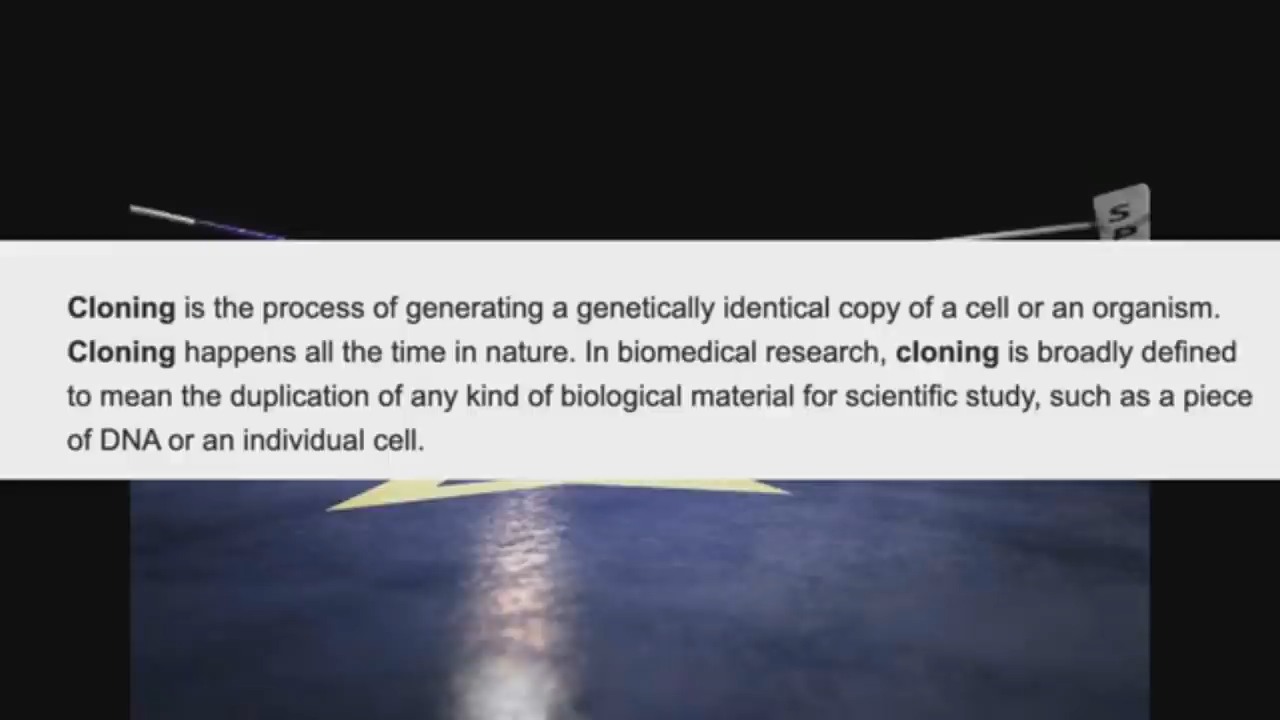 S
P
Cloning is the process of generating a genetically identical copy of a cell or an organism.
Cloning happens all the time in nature. In biomedical research, cloning is broadly defined
to mean the duplication of any kind of biological material for scientific study, such as a piece
of DNA or an individual cell.